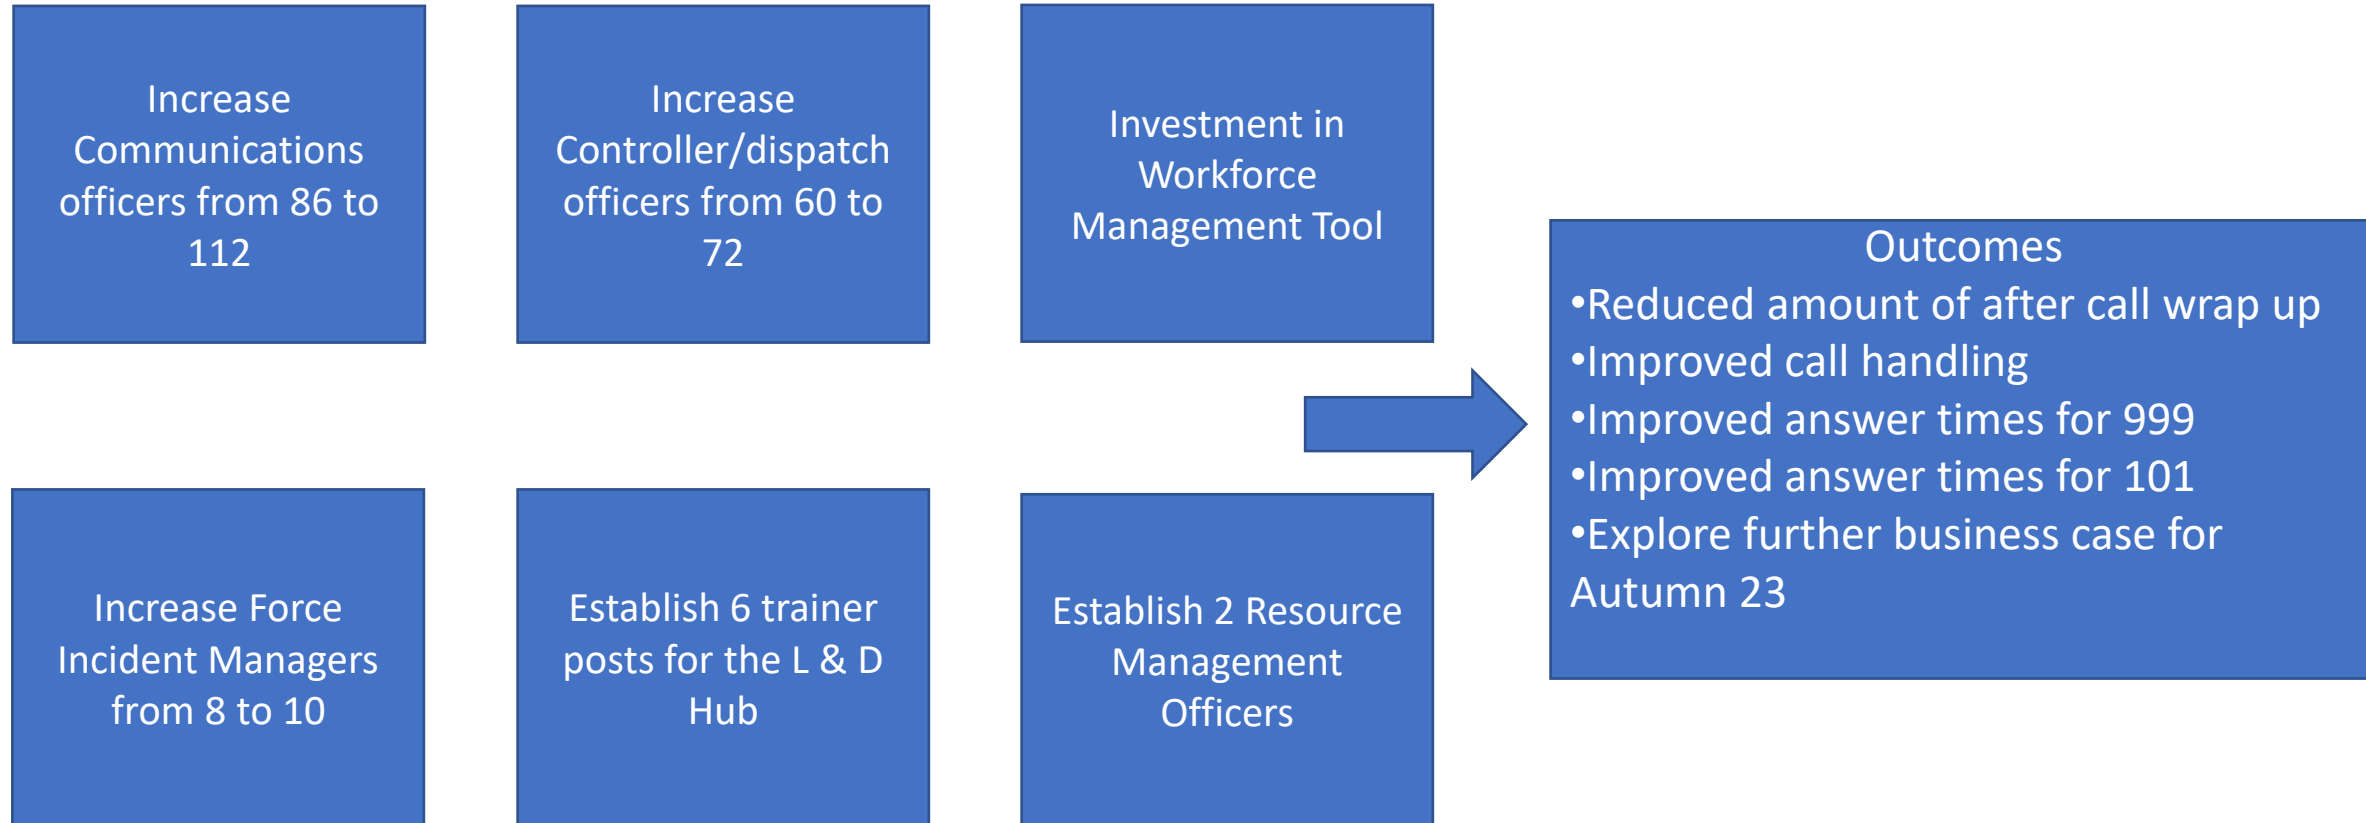 Increase
Communications
officers from 86 to
112
Increase
Controller/dispatch
officers from 60 to
72
Investment in
Workforce
Management Tool
Increase Force
Incident Managers
from 8 to 10
Establish 6 trainer
posts for the L & D
Hub
Establish 2 Resource
Management
Officers
Outcomes
•Reduced amount of after call wrap up
•Improved call handling
•Improved answer times for 999
•Improved answer times for 101
•Explore further business case for
Autumn 23